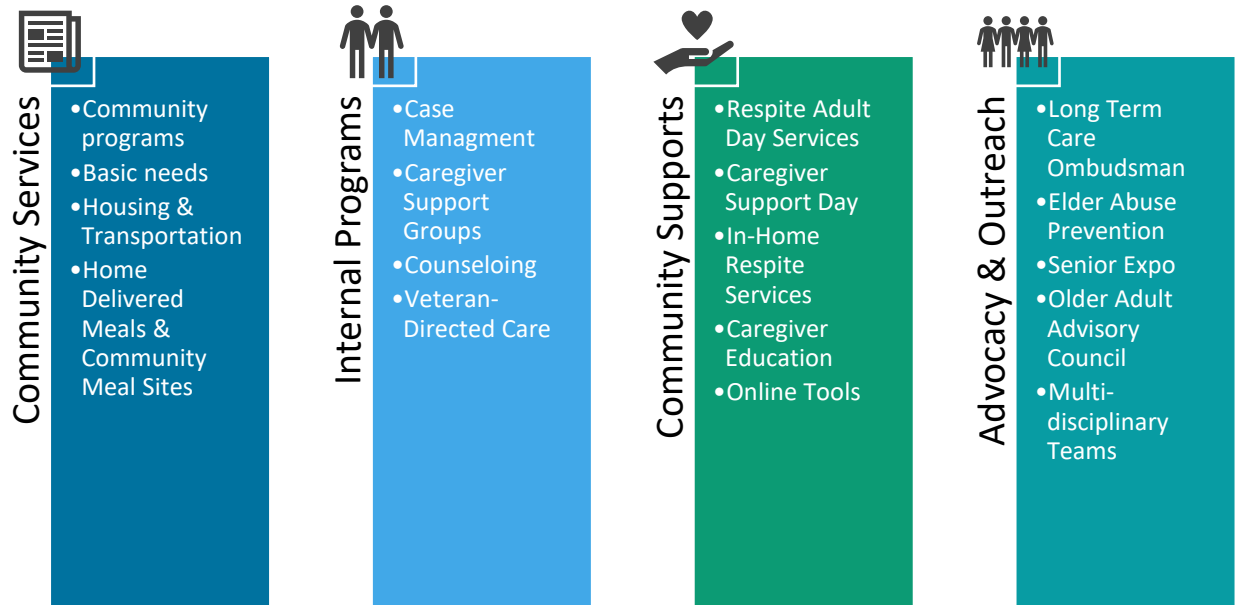 Community Services
•Community
programs
•Basic needs
•Housing &
Transportation
•Home
Delivered
Meals &
Community
Meal Sites
Internal Programs
•Case
Managment
•Caregiver
Support
Groups
•Counseloing
•Veteran-
Directed Care
Community Supports
•Respite Adult
Day Services
•Caregiver
Support Day
•In-Home
Respite
Services
•Caregiver
Education
•Online Tools
Advocacy & Outreach
•Long Term
Care
Ombudsman
•Elder Abuse
Prevention
•Senior Expo
•Older Adult
Advisory
Council
•Multi-
disciplinary
Teams